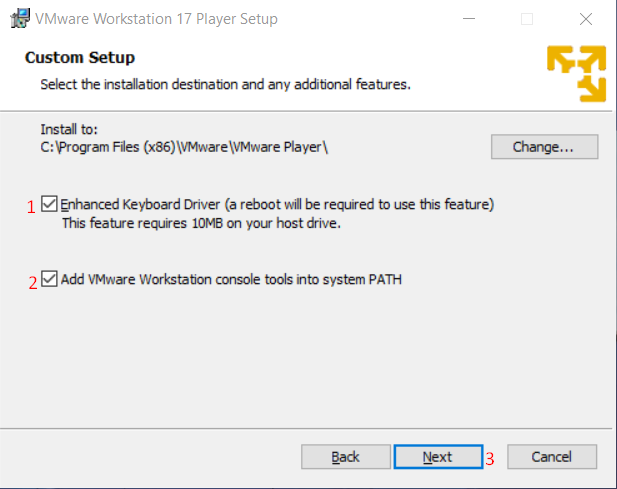 VMware Workstation 17 Player Setup
Custom Setup
Select the installation destination and any additional features.
Install to:
C:\Program Files (x86)\VMware\VMware Player\
Change...
1 Enhanced Keyboard Driver (a reboot will be required to use this feature)
This feature requires 10MB on your host drive.
2 Add VMware Workstation console tools into system PATH
Back Next 3 Cancel